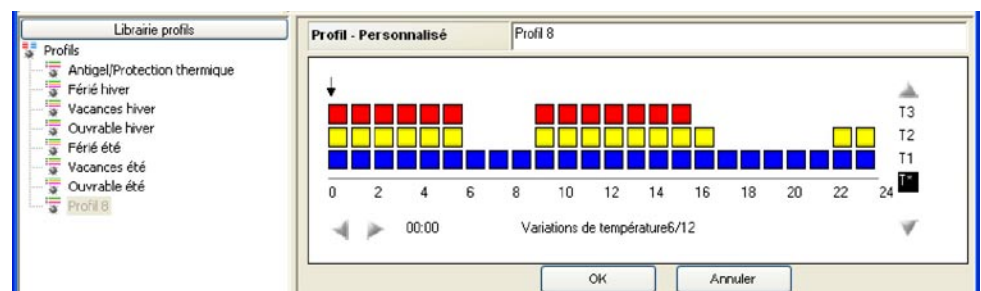 Librairie profils
Profils
Antigel/Protection thermique
Férié hiver
Vacances hiver
Ouvrable hiver
Férié été
Vacances été
Ouvrable été
Profil 8
Profil - Personnalisé Profil 8
T3
T2
T1
T*
0 2 4 6 8 10 12 14 16 18 20 22 24
00:00 Variations de température6/12
OK Annuler